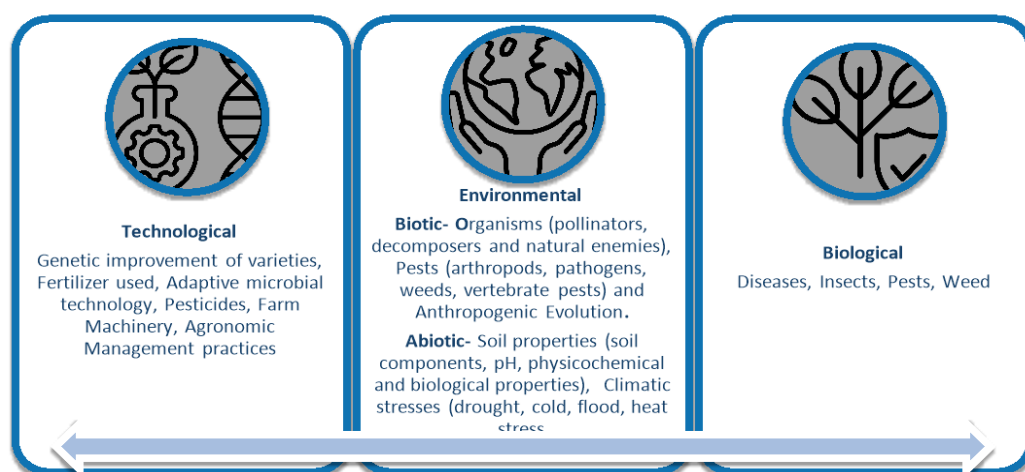 Technological
Genetic improvement of varieties,
Fertilizer used, Adaptive microbial
technology, Pesticides, Farm
Machinery, Agronomic
Management practices
Environmental
Biotic- Organisms (pollinators,
decomposers and natural enemies),
Pests (arthropods, pathogens,
weeds, vertebrate pests) and
Anthropogenic Evolution.
Abiotic- Soil properties (soil
components, pH, physicochemical
and biological properties), Climatic
stresses (drought, cold, flood, heat
stress
Biological
Diseases, Insects, Pests, Weed